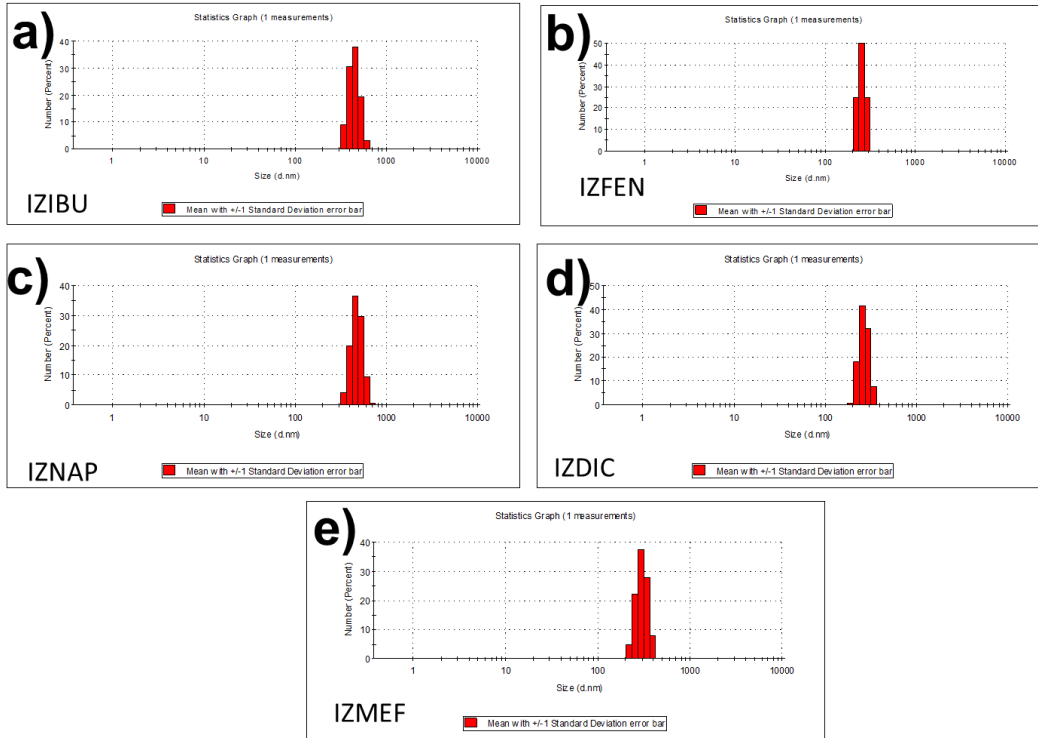 a)
Statistics Graph (1 measurements)
40
30
20
10
0
Number (Percent)
1 10 100 1000 10000
Size (d.nm)
IZIBU
Mean with +/-1 Standard Deviation error bar
b)
Statistics Graph (1 measurements)
50
40
30
20
10
0
Number (Percent)
1 10 100 1000 10000
Size (d.nm)
IZFEN
Mean with +/-1 Standard Deviation error bar
c)
Statistics Graph (1 measurements)
40
30
20
10
0
Number (Percent)
1 10 100 1000 10000
Size (d.nm)
IZNAP
Mean with +/-1 Standard Deviation error bar
d)
Statistics Graph (1 measurements)
50
40
30
20
10
0
Number (Percent)
1 10 100 1000 10000
Size (d.nm)
IZDIC
Mean with +/-1 Standard Deviation error bar
e)
Statistics Graph (1 measurements)
40
30
20
10
0
Number (Percent)
1 10 100 1000 10000
Size (d.nm)
IZMEF
Mean with +/-1 Standard Deviation error bar